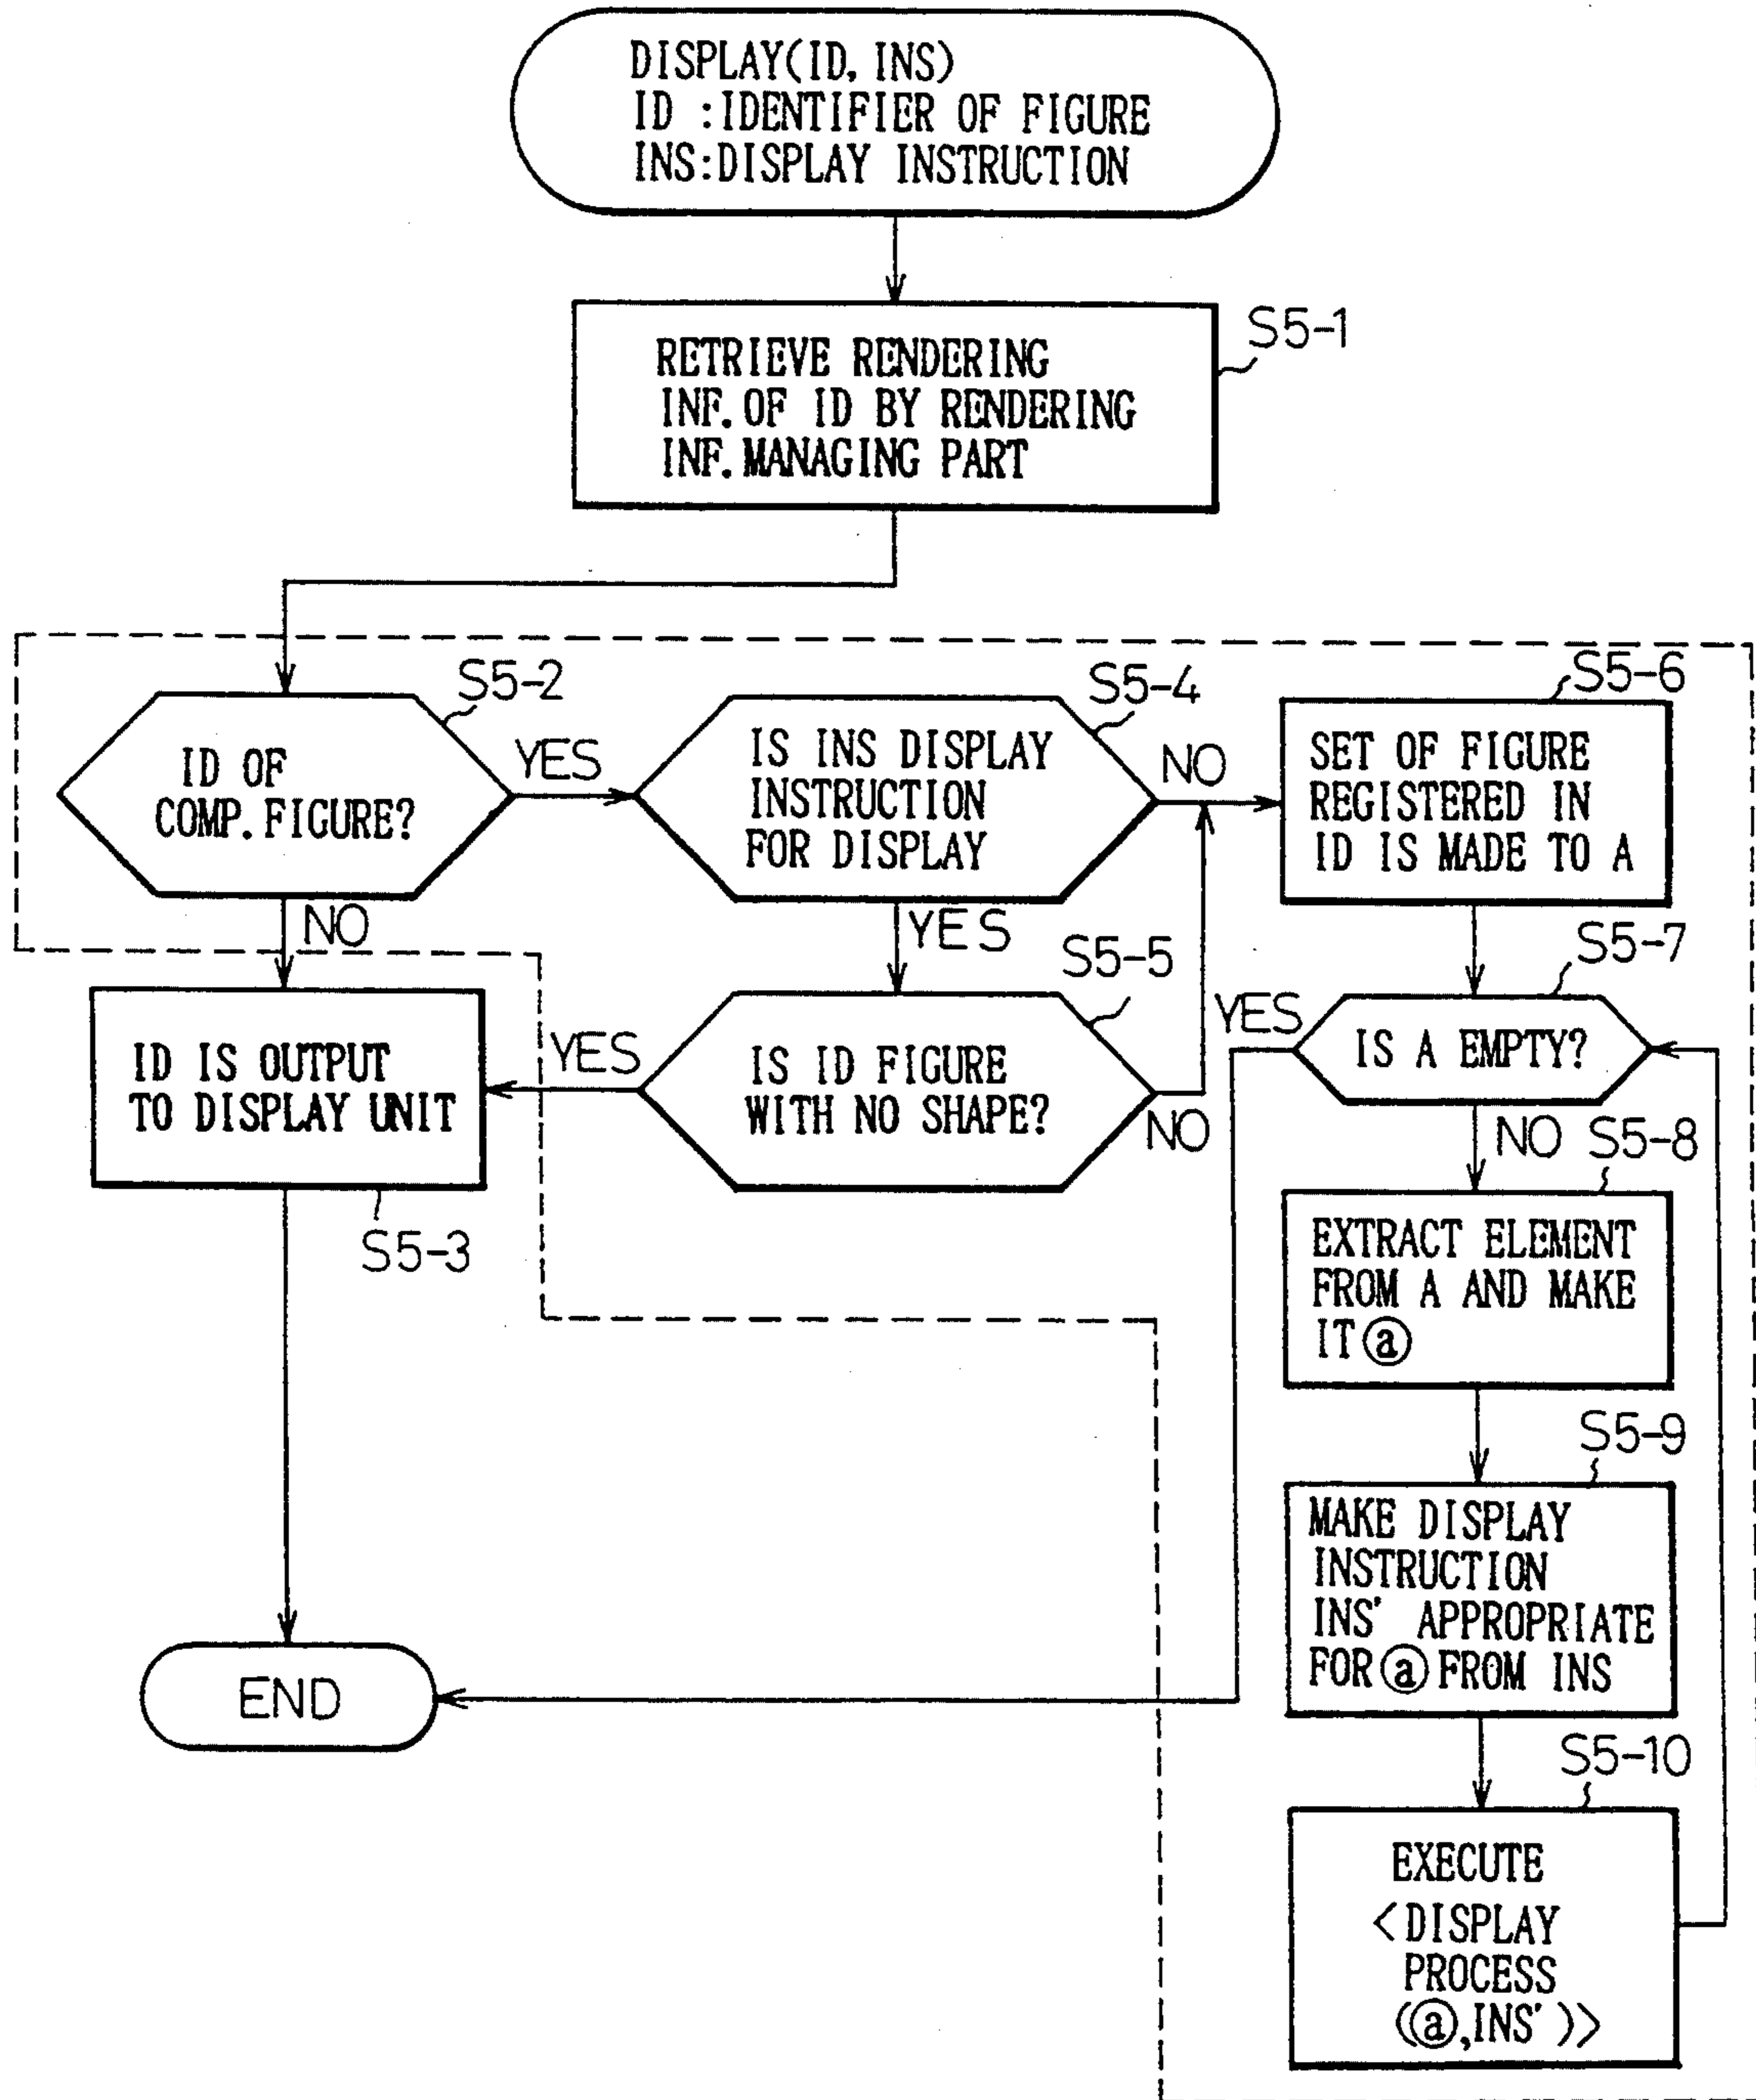 DISPLAY(ID, INS)
ID :IDENTIFIER OF FIGURE
INS:DISPLAY INSTRUCTION
S5-1
RETRIEVE RENDERING
INF. OF ID BY RENDERING
INF. MANAGING PART
S5-2
ID OF
COMP. FIGURE?
YES
NO
S5-4
IS INS DISPLAY
INSTRUCTION
FOR DISPLAY
NO
YES
S5-6
SET OF FIGURE
REGISTERED IN
ID IS MADE TO A
S5-3
ID IS OUTPUT
TO DISPLAY UNIT
S5-5
IS ID FIGURE
WITH NO SHAPE?
YES
NO
S5-7
IS A EMPTY?
YES
NO
S5-8
EXTRACT ELEMENT
FROM A AND MAKE
IT ⓐ
S5-9
MAKE DISPLAY
INSTRUCTION
INS' APPROPRIATE
FOR ⓐ FROM INS
S5-10
EXECUTE
<DISPLAY
PROCESS
(ⓐ,INS')>
END